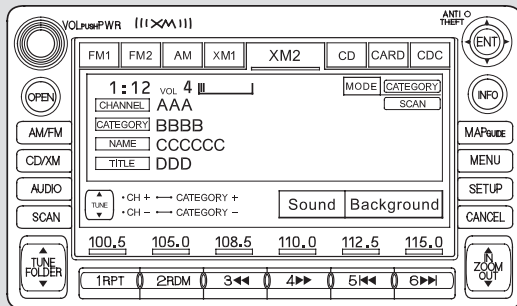 VOL PUSH PWR (((XM)))
ANTI THEFT
ENT
FM1 FM2 AM XM1 XM2 CD CARD CDC
1:12 VOL 4 MODE CATEGORY
OPEN CHANNEL AAA SCAN INFO
CATEGORY BBBB
AM/FM NAME CCCCCC MAP GUIDE
CD/XM TITLE DDD MENU
AUDIO TUNE •CH + ↔ CATEGORY + Sound Background SETUP
SCAN •CH – ↔ CATEGORY – CANCEL
100.5 105.0 108.5 110.0 112.5 115.0
TUNE FOLDER IN ZOOM OUT
1RPT 2RDM 3◀◀ 4▶▶ 5|◀◀ 6▶▶|